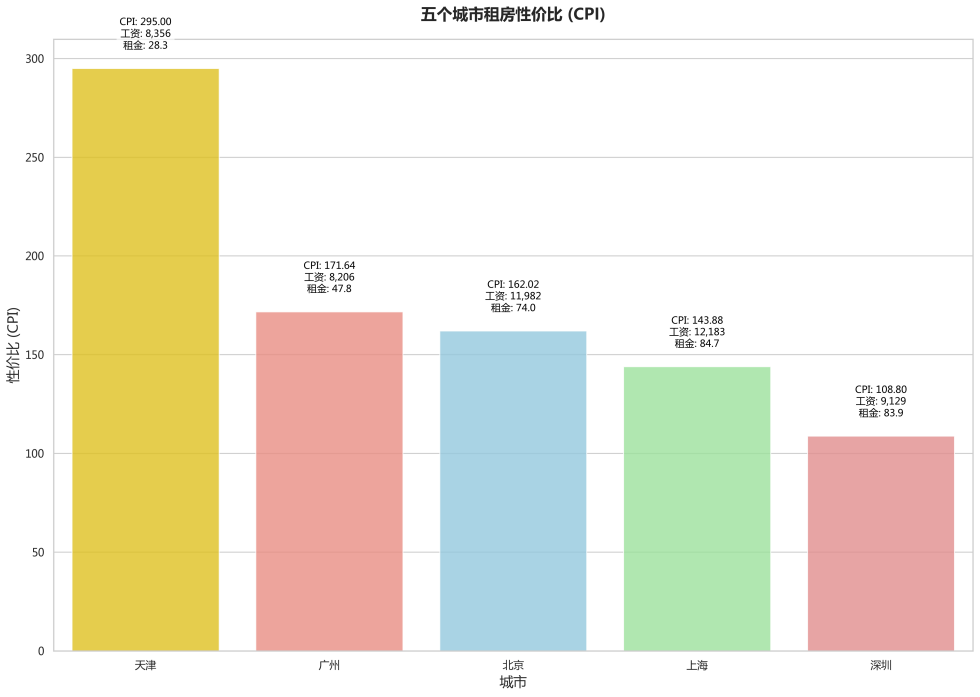 五个城市租房性价比 (CPI)
CPI: 295.00
工资: 8,356
租金: 28.3
CPI: 171.64
工资: 8,206
租金: 47.8
CPI: 162.02
工资: 11,982
租金: 74.0
CPI: 143.88
工资: 12,183
租金: 84.7
CPI: 108.80
工资: 9,129
租金: 83.9
性价比 (CPI)
300
250
200
150
100
50
0
天津
广州
北京
上海
深圳
城市